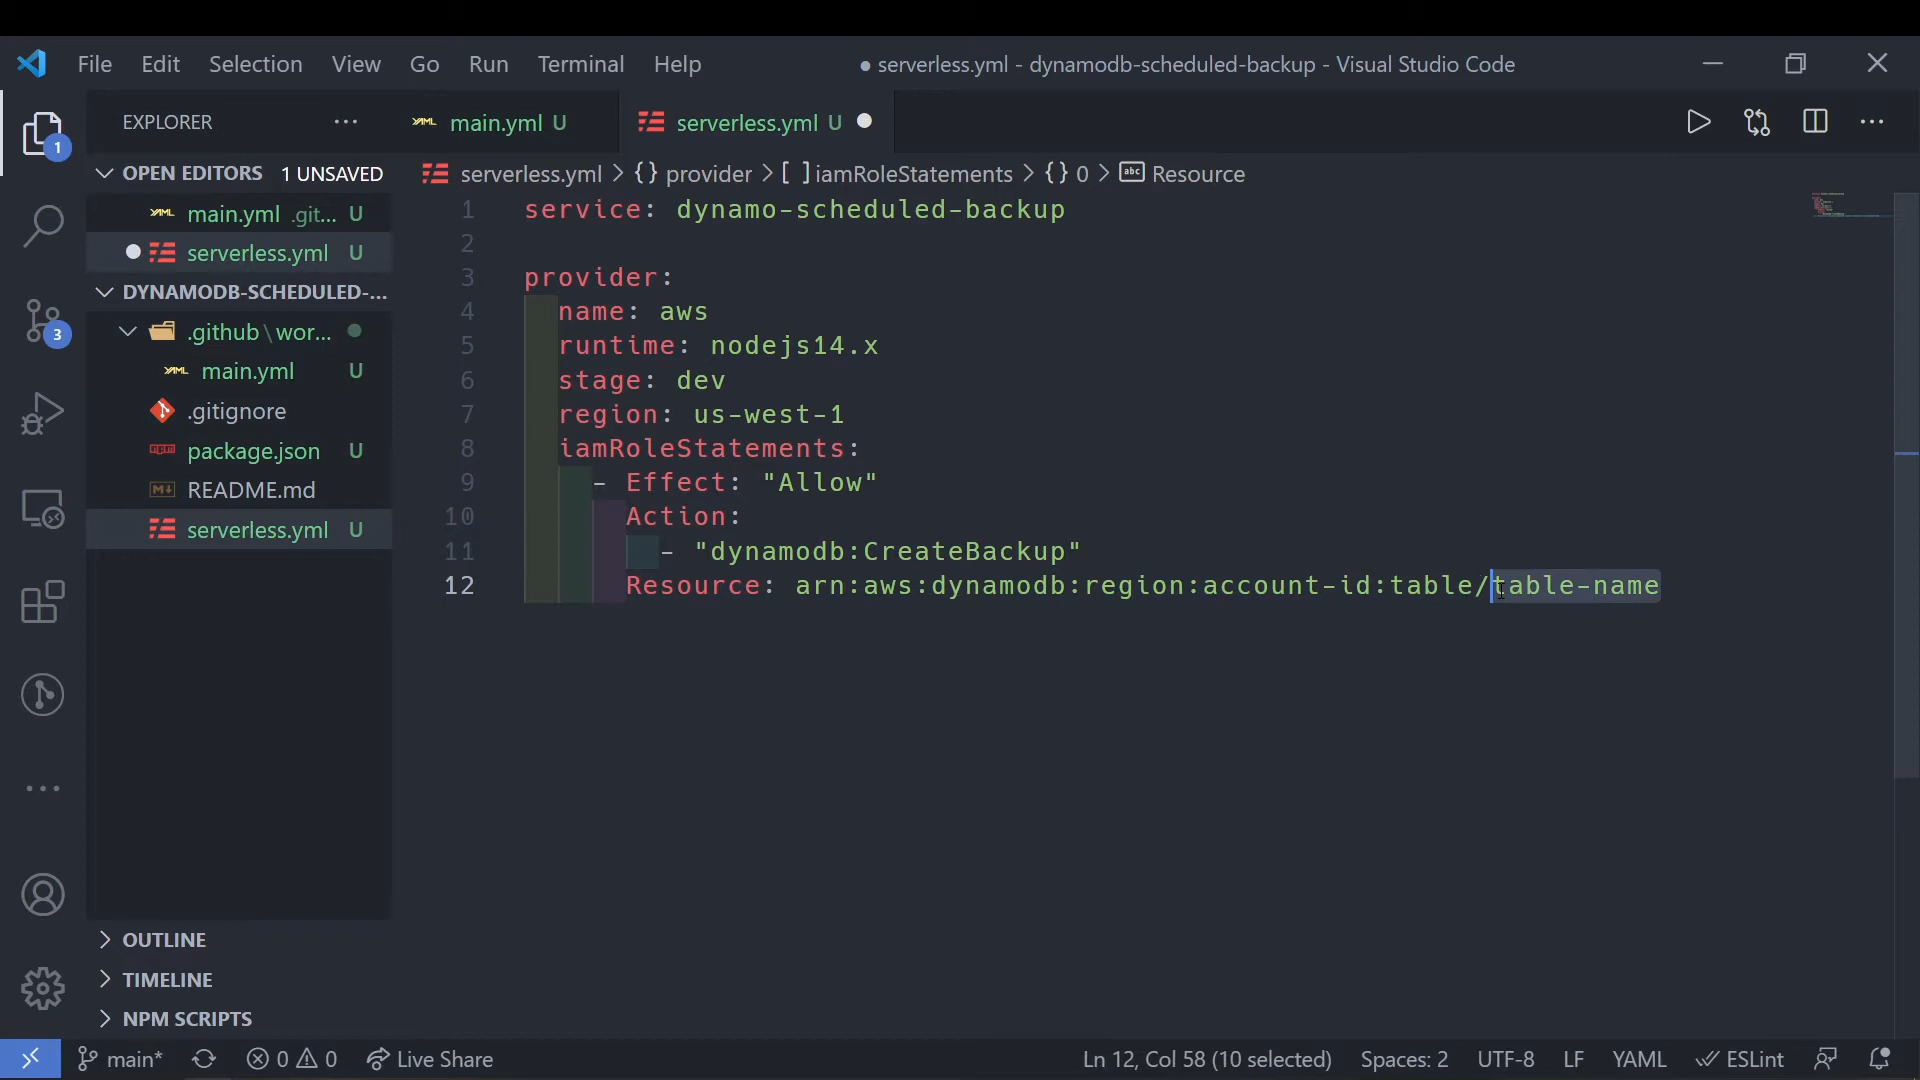 File Edit Selection View Go Run Terminal Help
● serverless.yml - dynamodb-scheduled-backup - Visual Studio Code
EXPLORER
main.yml U
serverless.yml U
1
OPEN EDITORS 1 UNSAVED
serverless.yml > {} provider > [ ] iamRoleStatements > {} 0 > abc Resource
main.yml .git... U
serverless.yml U
DYNAMODB-SCHEDULED-...
.github\wor...
3
main.yml U
.gitignore
package.json U
README.md
serverless.yml U
1 service: dynamo-scheduled-backup
2
3 provider:
4 name: aws
5 runtime: nodejs14.x
6 stage: dev
7 region: us-west-1
8 iamRoleStatements:
9 - Effect: "Allow"
10 Action:
11 - "dynamodb:CreateBackup"
12 Resource: arn:aws:dynamodb:region:account-id:table/table-name
OUTLINE
TIMELINE
NPM SCRIPTS
main* 0 0 Live Share
Ln 12, Col 58 (10 selected) Spaces: 2 UTF-8 LF YAML ESLint